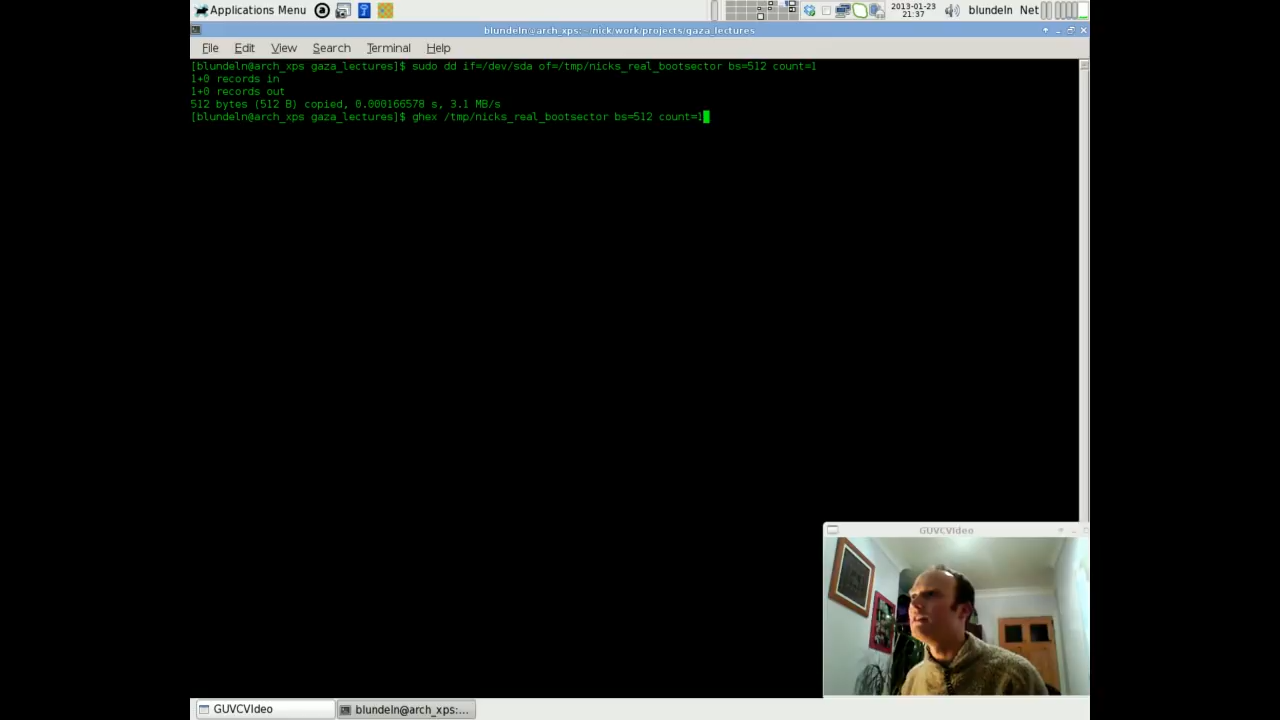 Applications Menu
2013-01-23
21:37
blundeln
Net
blundeln@arch_xps: ~/nick/work/projects/gaza_lectures
File Edit View Search Terminal Help
[blundeln@arch_xps gaza_lectures]$ sudo dd if=/dev/sda of=/tmp/nicks_real_bootsector bs=512 count=1
1+0 records in
1+0 records out
512 bytes (512 B) copied, 0.000166578 s, 3.1 MB/s
[blundeln@arch_xps gaza_lectures]$ ghex /tmp/nicks_real_bootsector bs=512 count=1
GUVCVideo
GUVCVideo
blundeln@arch_xps:...